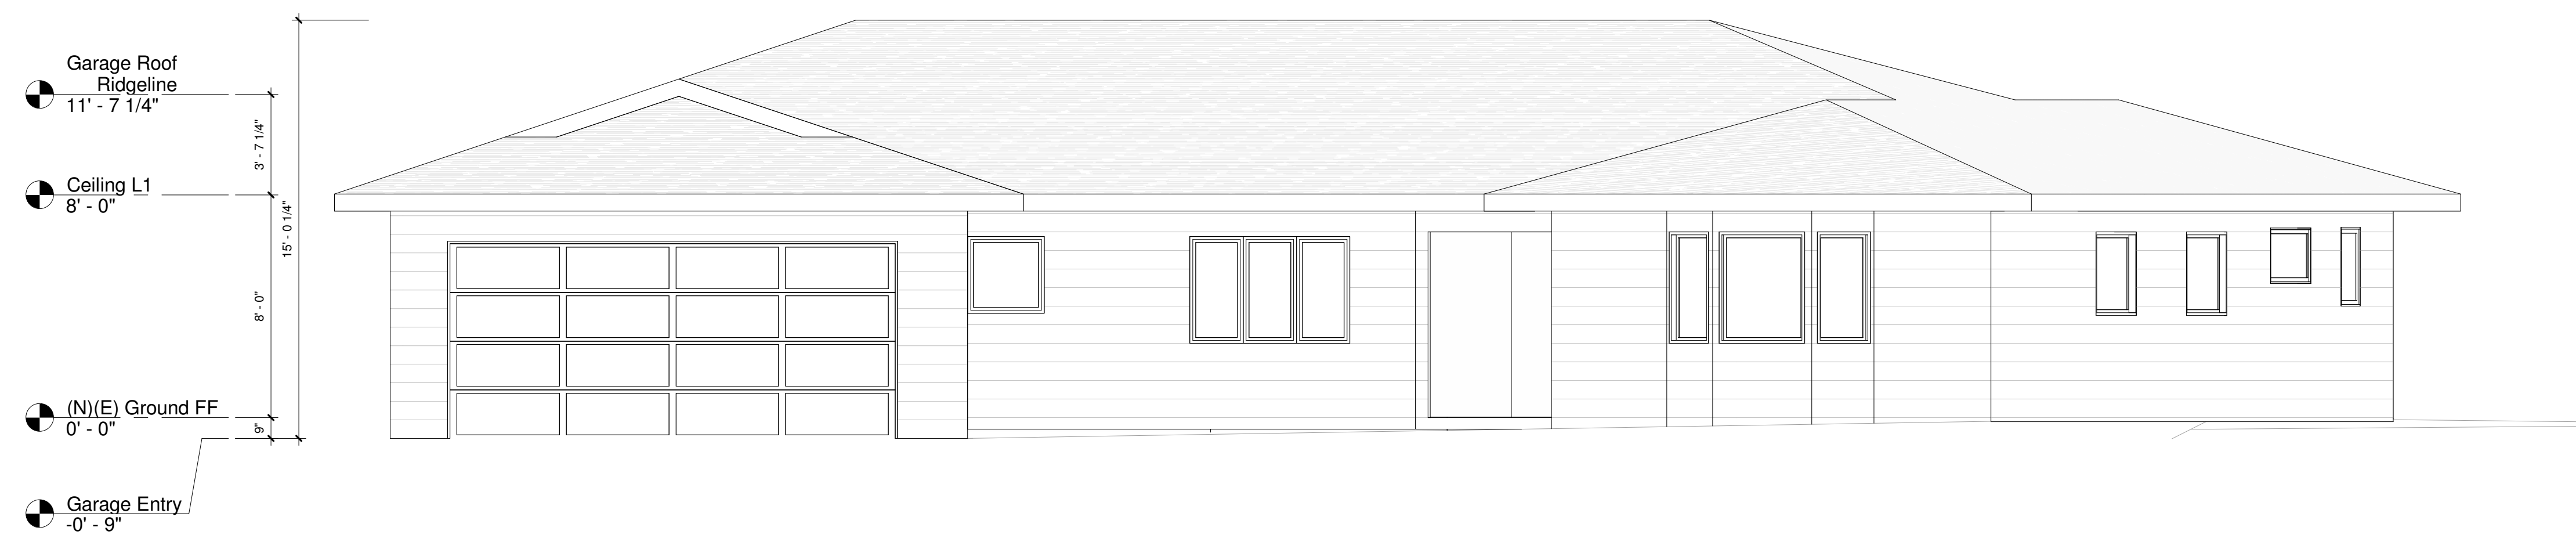 Garage Roof
Ridgeline
11' - 7 1/4"
3' - 7 1/4"
Ceiling L1
8' - 0"
15' - 0 1/4"
8' - 0"
(N)(E) Ground FF
0' - 0"
9"
Garage Entry
-0' - 9"